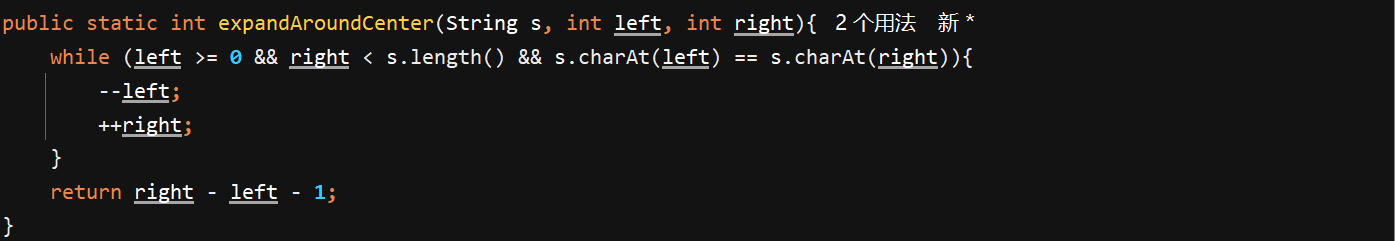 public static int expandAroundCenter(String s, int left, int right){ 2个用法 新*
while (left >= 0 && right < s.length() && s.charAt(left) == s.charAt(right)){
--left;
++right;
}
return right - left - 1;
}